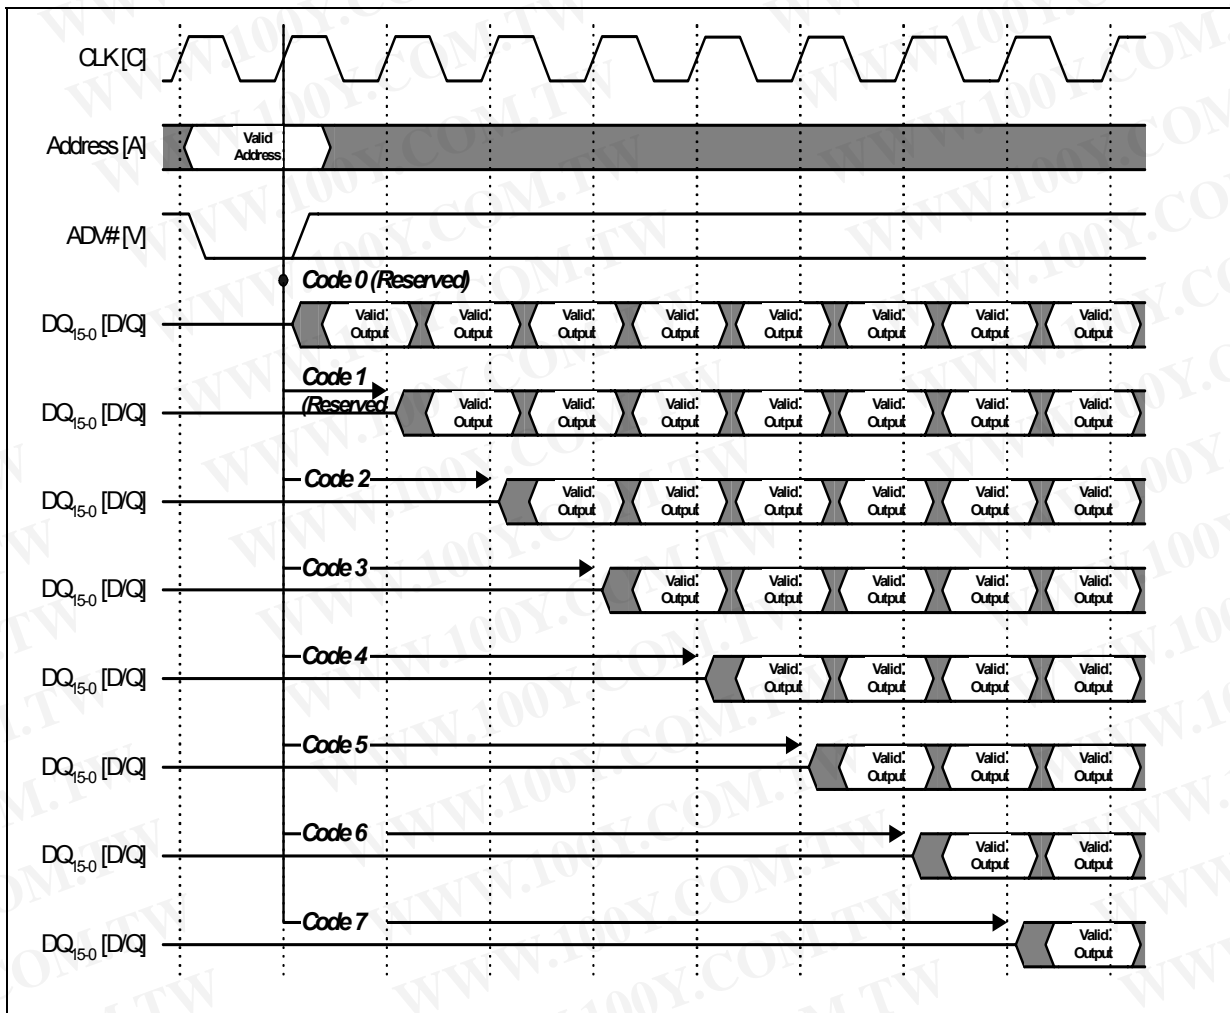 CLK [C]
Address [A]
Valid
Address
ADV# [V]
Code 0 (Reserved)
DQ15-0 [D/Q]
Valid Output Valid Output Valid Output Valid Output Valid Output Valid Output Valid Output Valid Output
Code 1
(Reserved
DQ15-0 [D/Q]
Valid Output Valid Output Valid Output Valid Output Valid Output Valid Output Valid Output
Code 2
DQ15-0 [D/Q]
Valid Output Valid Output Valid Output Valid Output Valid Output Valid Output
Code 3
DQ15-0 [D/Q]
Valid Output Valid Output Valid Output Valid Output Valid Output
Code 4
DQ15-0 [D/Q]
Valid Output Valid Output Valid Output Valid Output
Code 5
DQ15-0 [D/Q]
Valid Output Valid Output Valid Output
Code 6
DQ15-0 [D/Q]
Valid Output Valid Output
Code 7
DQ15-0 [D/Q]
Valid Output
WWW.100Y.COM.TW